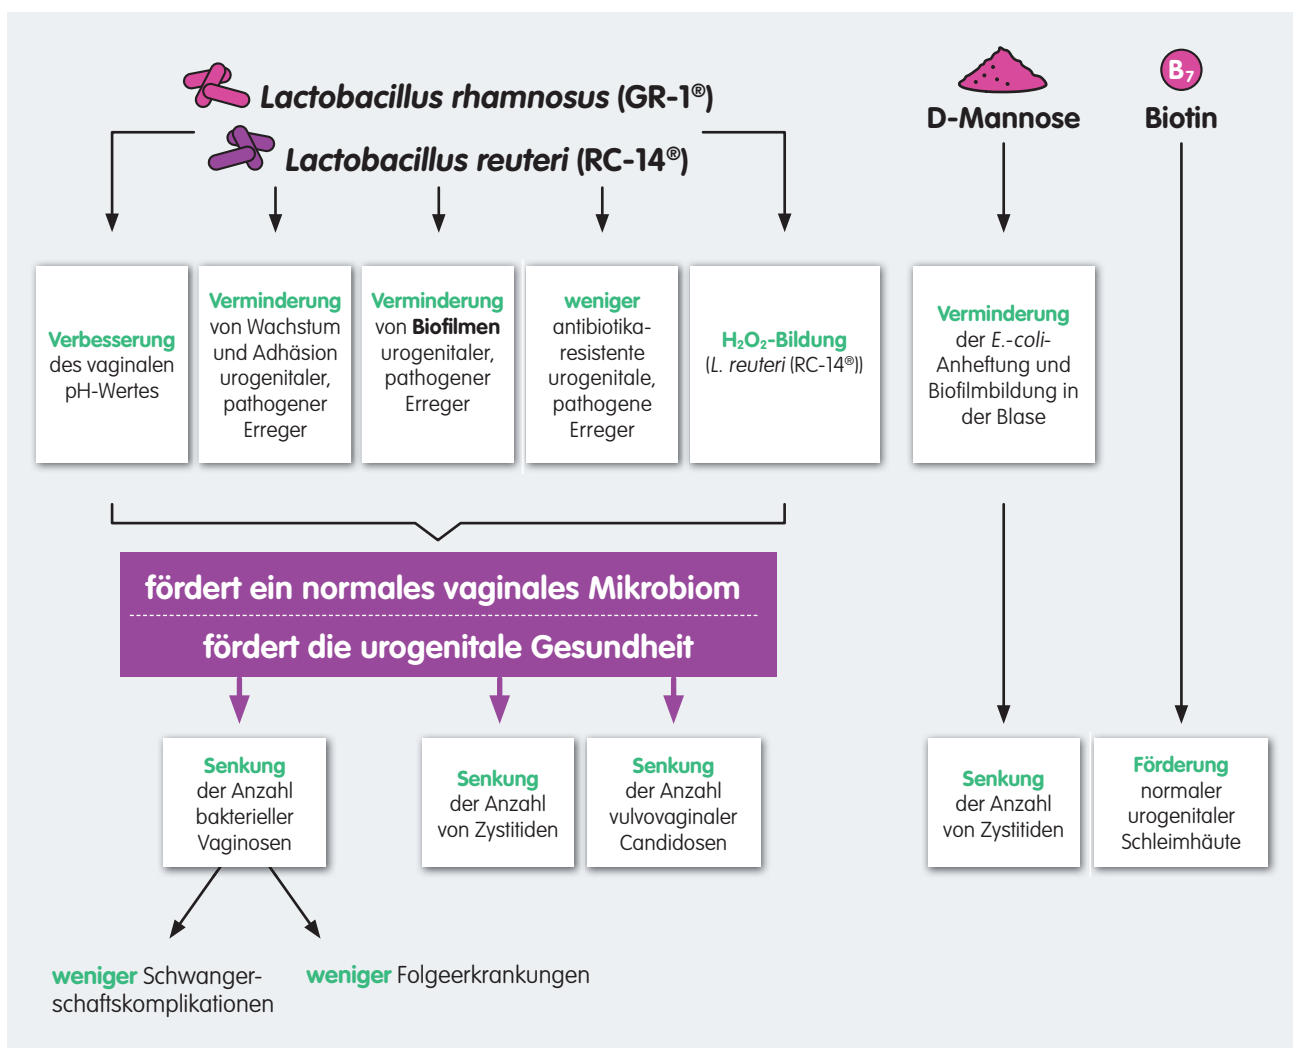 Lactobacillus rhamnosus (GR-1®)
Lactobacillus reuteri (RC-14®)
D-Mannose
B₇
Biotin
Verbesserung
des vaginalen
pH-Wertes
Verminderung
von Wachstum
und Adhäsion
urogenitaler,
pathogener
Erreger
Verminderung
von Biofilmen
urogenitaler,
pathogener
Erreger
weniger
antibiotika-
resistente
urogenitale,
pathogene
Erreger
H₂O₂-Bildung
(L. reuteri (RC-14®))
Verminderung
der E.-coli-
Anheftung und
Biofilmbildung in
der Blase
fördert ein normales vaginales Mikrobiom
fördert die urogenitale Gesundheit
Senkung
der Anzahl
bakterieller
Vaginosen
Senkung
der Anzahl
von Zystitiden
Senkung
der Anzahl
vulvovaginaler
Candidosen
Senkung
der Anzahl
von Zystitiden
Förderung
normaler
urogenitaler
Schleimhäute
weniger Schwanger-
schaftskomplikationen
weniger Folgeerkrankungen